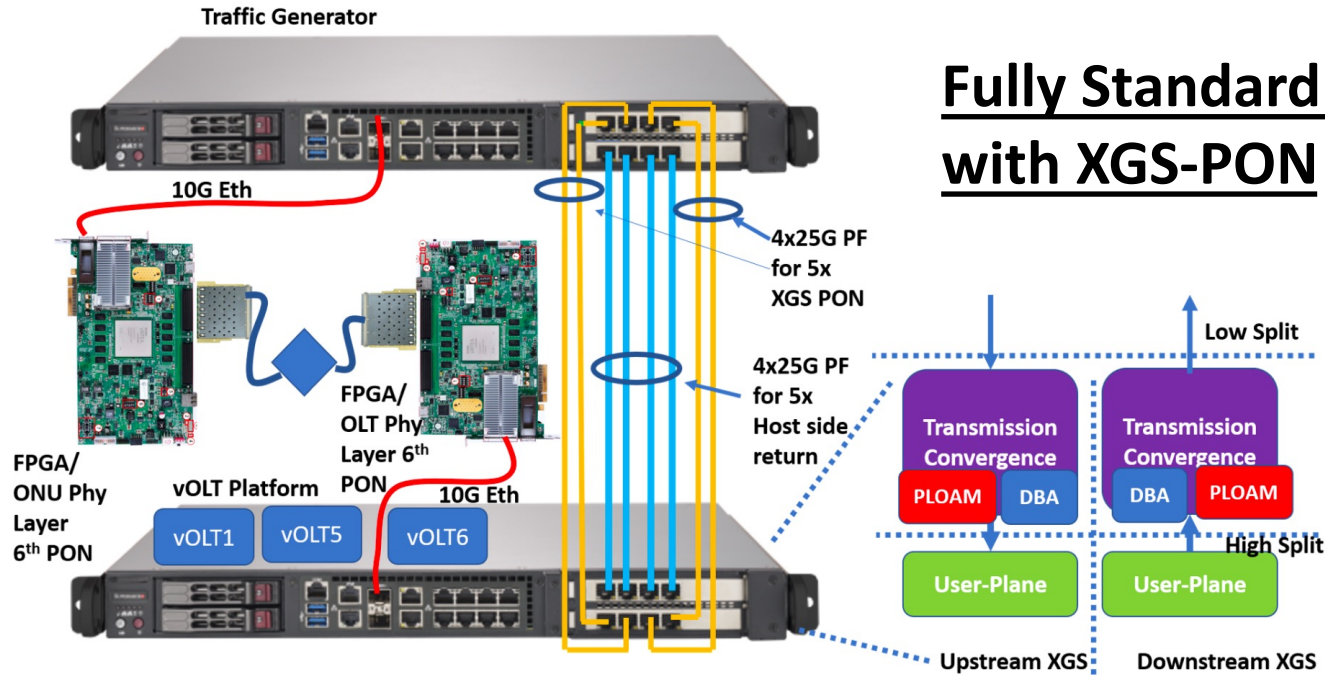 Traffic Generator
Fully Standard
with XGS-PON
10G Eth
4x25G PF
for 5x
XGS PON
Low Split
4x25G PF
for 5x
Host side
return
FPGA/
OLT Phy
Layer 6th
PON
FPGA/
ONU Phy
Layer
6th PON
vOLT Platform
10G Eth
vOLT1
vOLT5
vOLT6
Transmission
Convergence
PLOAM
DBA
Transmission
Convergence
DBA
PLOAM
High Split
User-Plane
User-Plane
Upstream XGS
Downstream XGS